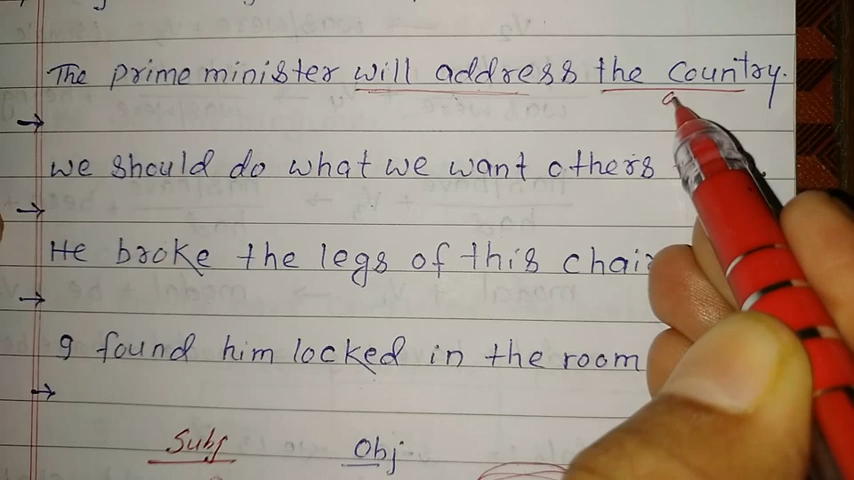 The prime minister will address the country.
→
we should do what we want others
→
He broke the legs of this chair
→
I found him locked in the room
→
Subj Obj